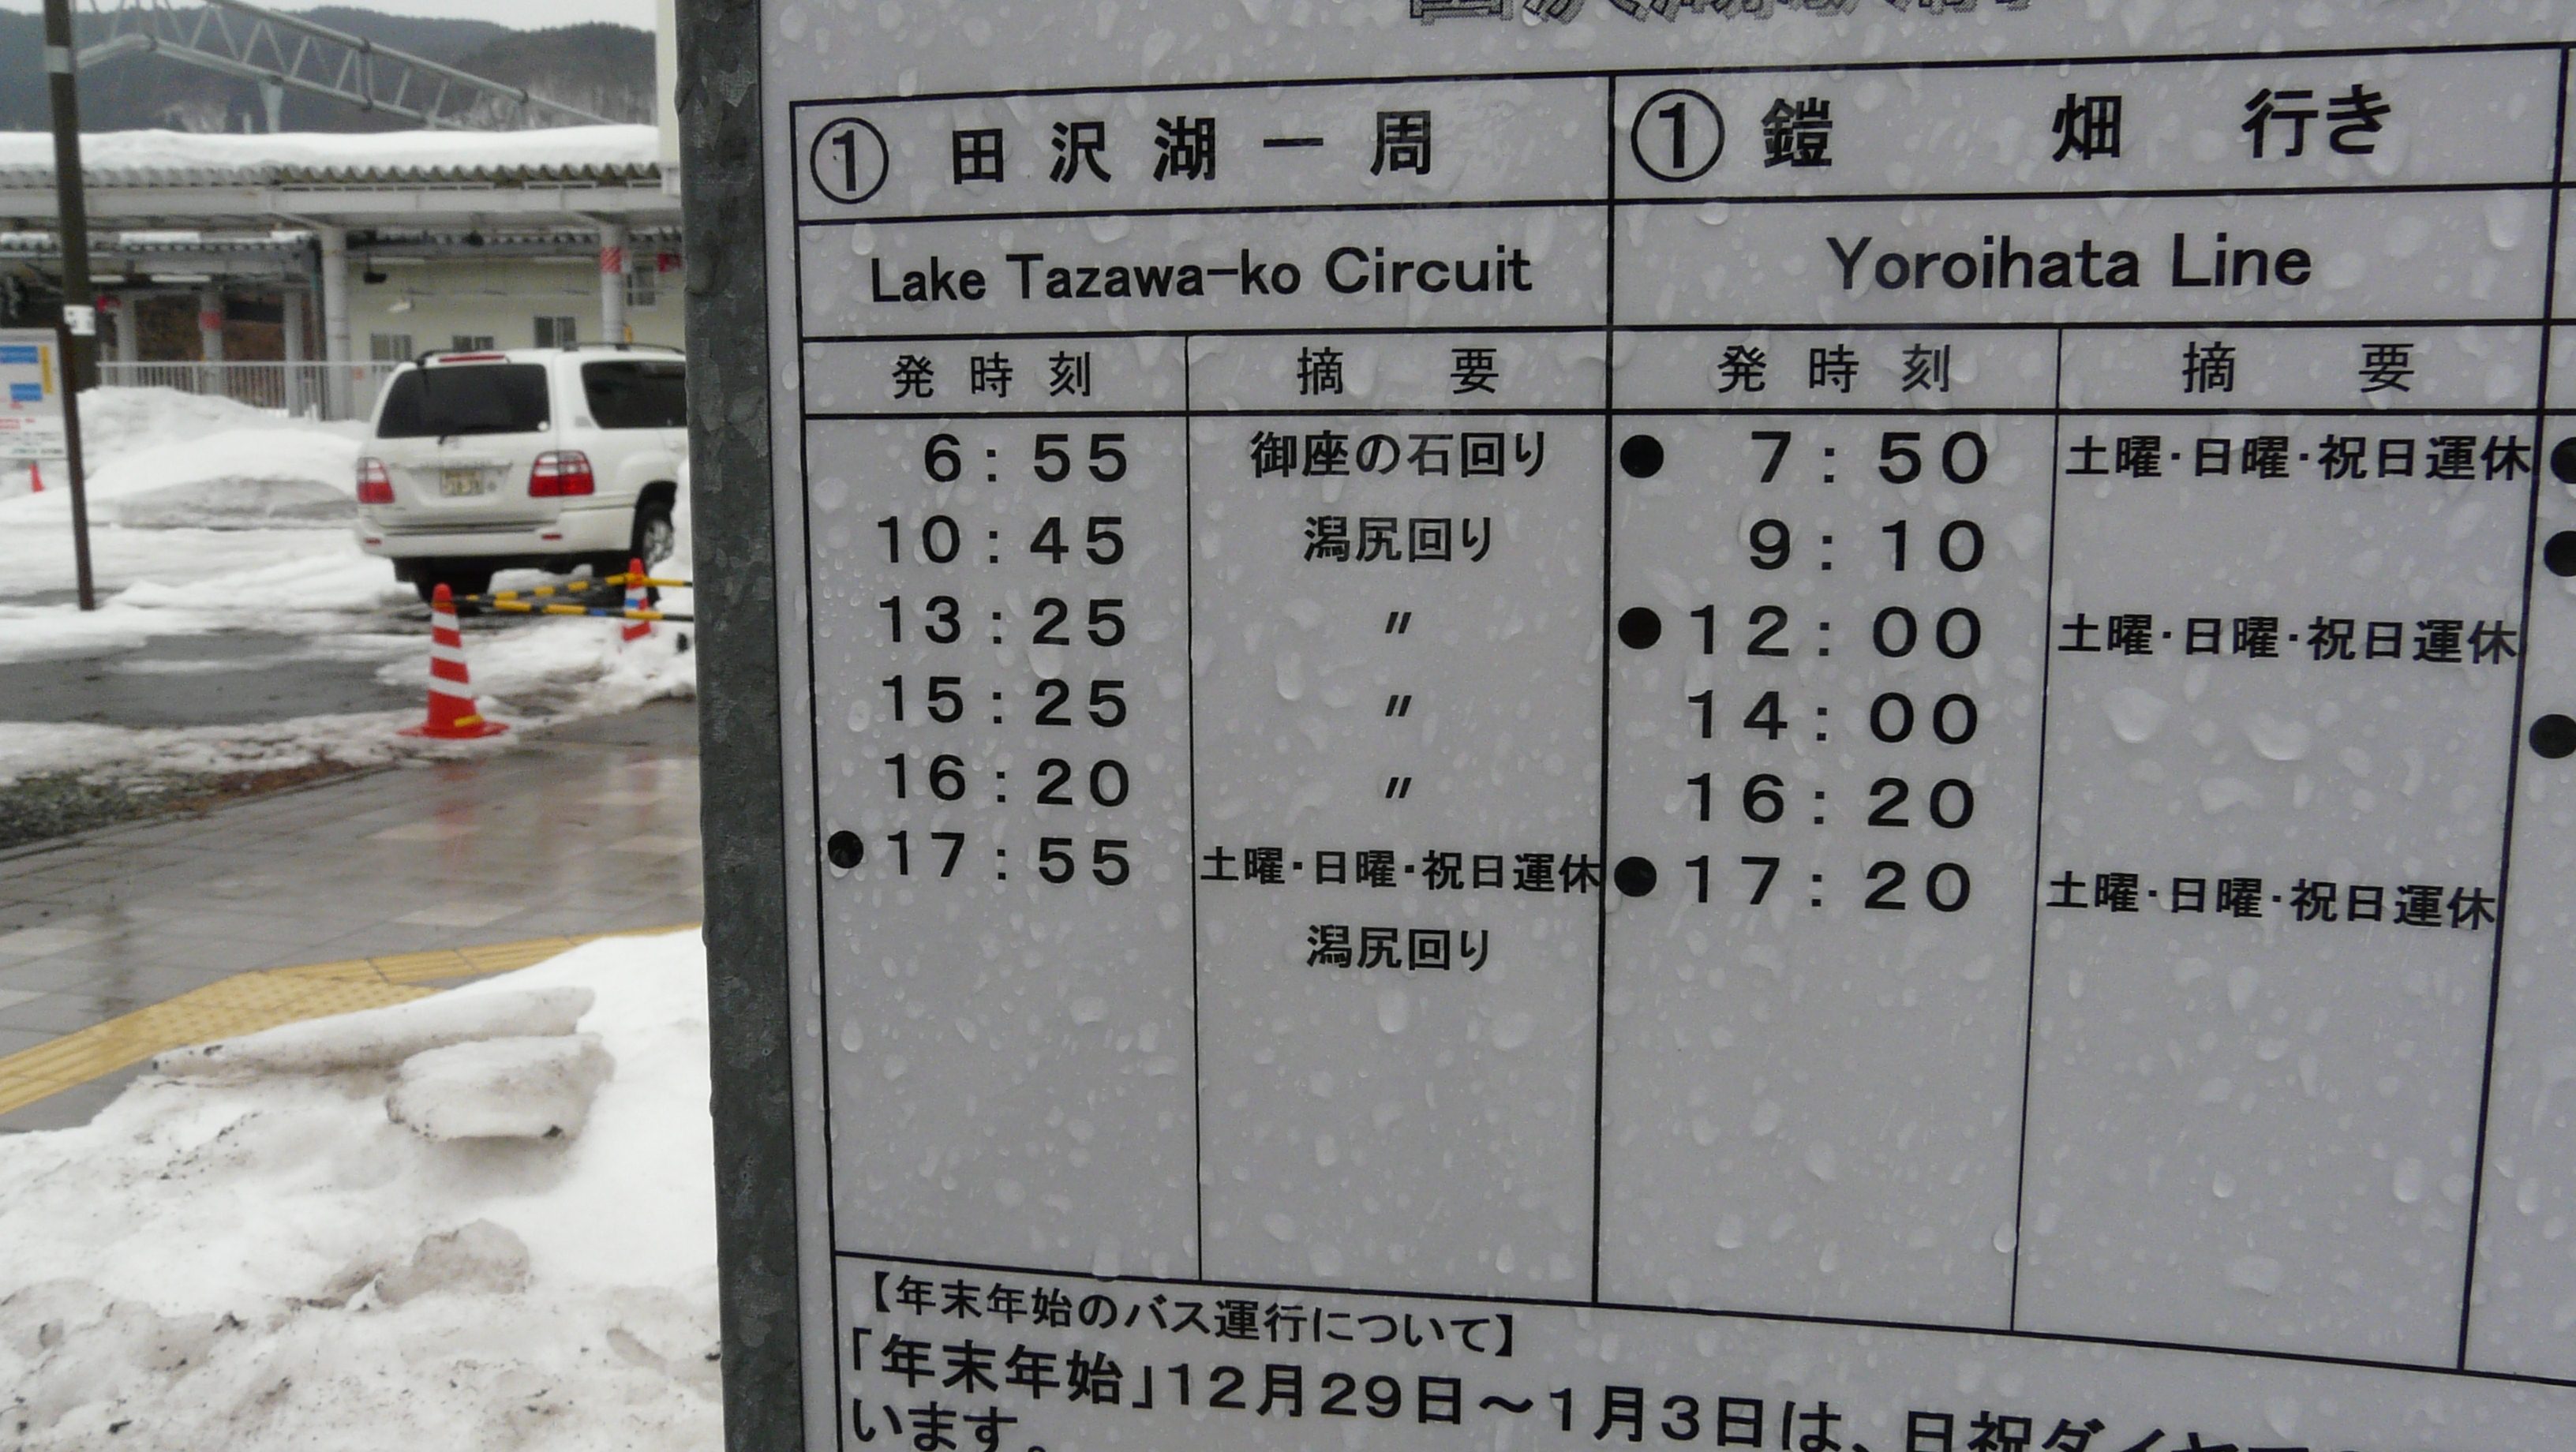 ① 田沢湖一周
Lake Tazawa-ko Circuit
発時刻 摘要
6:55 御座の石回り
10:45 潟尻回り
13:25 〃
15:25 〃
16:20 〃
●17:55 土曜・日曜・祝日運休
潟尻回り
① 鎧畑行き
Yoroihata Line
発時刻 摘要
●7:50 土曜・日曜・祝日運休
9:10
●12:00 土曜・日曜・祝日運休
14:00
16:20
●17:20 土曜・日曜・祝日運休
【年末年始のバス運行について】
「年末年始」12月29日～1月3日は、日祝ダイヤ
います。